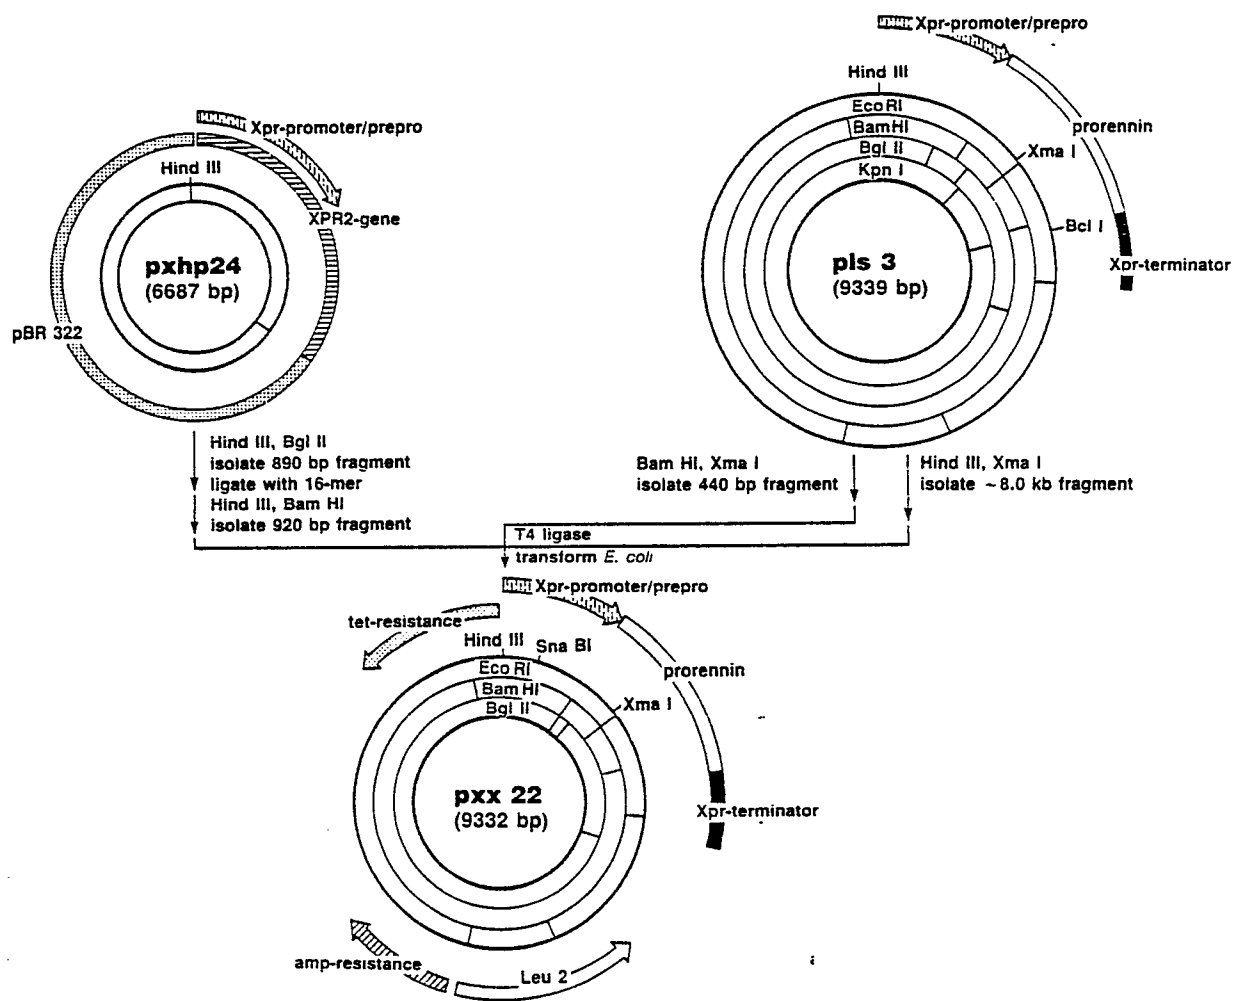 Xpr-promoter/prepro
Hind III
XPR2-gene
pxhp24
(6687 bp)
pBR 322
Hind III, Bgl II
isolate 890 bp fragment
ligate with 16-mer
Hind III, Bam HI
isolate 920 bp fragment
Xpr-promoter/prepro
Hind III
Eco RI
Bam HI
Bgl II
Kpn I
prorennin
Xma I
Bcl I
Xpr-terminator
pls 3
(9339 bp)
Bam HI, Xma I
isolate 440 bp fragment
Hind III, Xma I
isolate ~8.0 kb fragment
T4 ligase
transform E. coli
Xpr-promoter/prepro
tet-resistance
Hind III
Sna BI
Eco RI
Bam HI
Bgl II
prorennin
Xma I
pxx 22
(9332 bp)
Xpr-terminator
amp-resistance
Leu 2